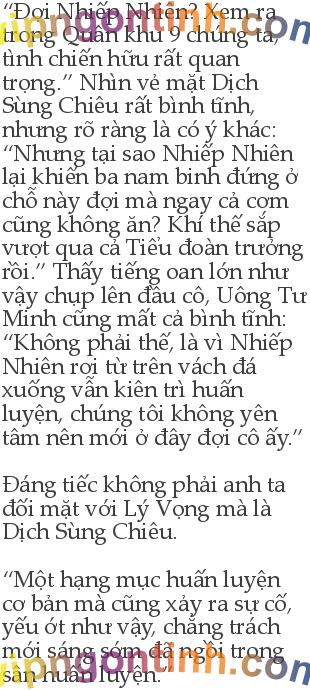 “Đợi Nhiếp Nhiên? Xem ra
trong Quân khu 9 chúng ta,
tình chiến hữu rất quan
trọng.” Nhìn vẻ mặt Dịch
Sùng Chiêu rất bình tĩnh,
nhưng rõ ràng là có ý khác:
“Nhưng tại sao Nhiếp Nhiên
lại khiến ba nam binh đứng ở
chỗ này đợi mà ngay cả cơm
cũng không ăn? Khí thế sắp
vượt qua cả Tiểu đoàn trưởng
rồi.” Thấy tiếng oan lớn như
vậy chụp lên đầu cô, Uông Tư
Minh cũng mất cả bình tĩnh:
“Không phải thế, là vì Nhiếp
Nhiên rơi từ trên vách đá
xuống vẫn kiên trì huấn
luyện, chúng tôi không yên
tâm nên mới ở đây đợi cô ấy.”
Đáng tiếc không phải anh ta
đối mặt với Lý Vọng mà là
Dịch Sùng Chiêu.
“Một hạng mục huấn luyện
cơ bản mà cũng xảy ra sự cố,
yếu ớt như vậy, chẳng trách
mới sáng sớm đã ngồi trong
sân huấn luyện.”
vipngontinh.com
vipngontinh.com